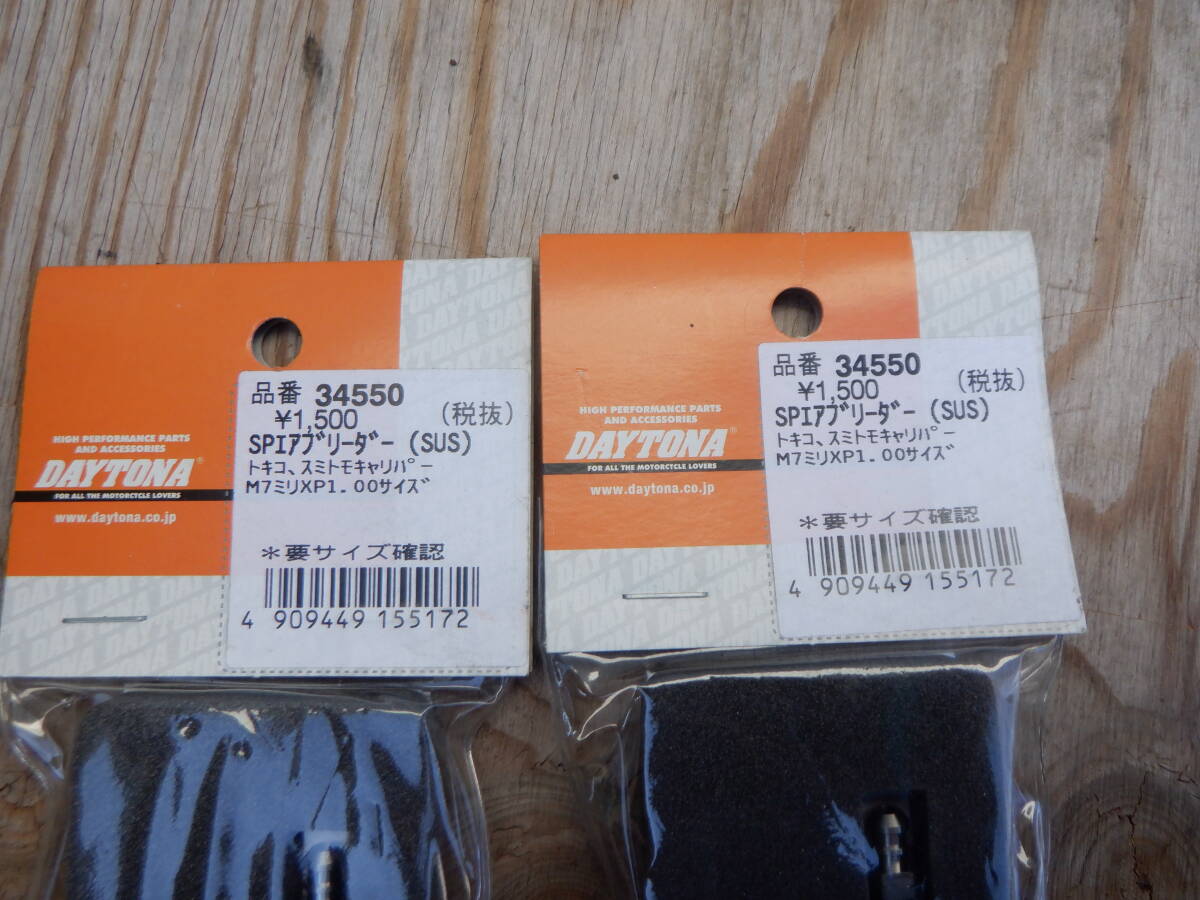 HIGH PERFORMANCE PARTS
AND ACCESSORIES
DAYTONA®
FOR ALL THE MOTORCYCLE LOVERS
www.daytona.co.jp
品番 34550
¥1,500 (税抜)
SPIｱﾌﾞﾘｰﾀﾞｰ (SUS)
トキコ、スミトモキャリパー
M7ミリXP1.00サイズ
*要サイズ確認
4 909449 155172
HIGH PERFORMANCE PARTS
AND ACCESSORIES
DAYTONA®
FOR ALL THE MOTORCYCLE LOVERS
www.daytona.co.jp
品番 34550
¥1,500 (税抜)
SPIｱﾌﾞﾘｰﾀﾞｰ (SUS)
トキコ、スミトモキャリパー
M7ミリXP1.00サイズ
*要サイズ確認
4 909449 155172